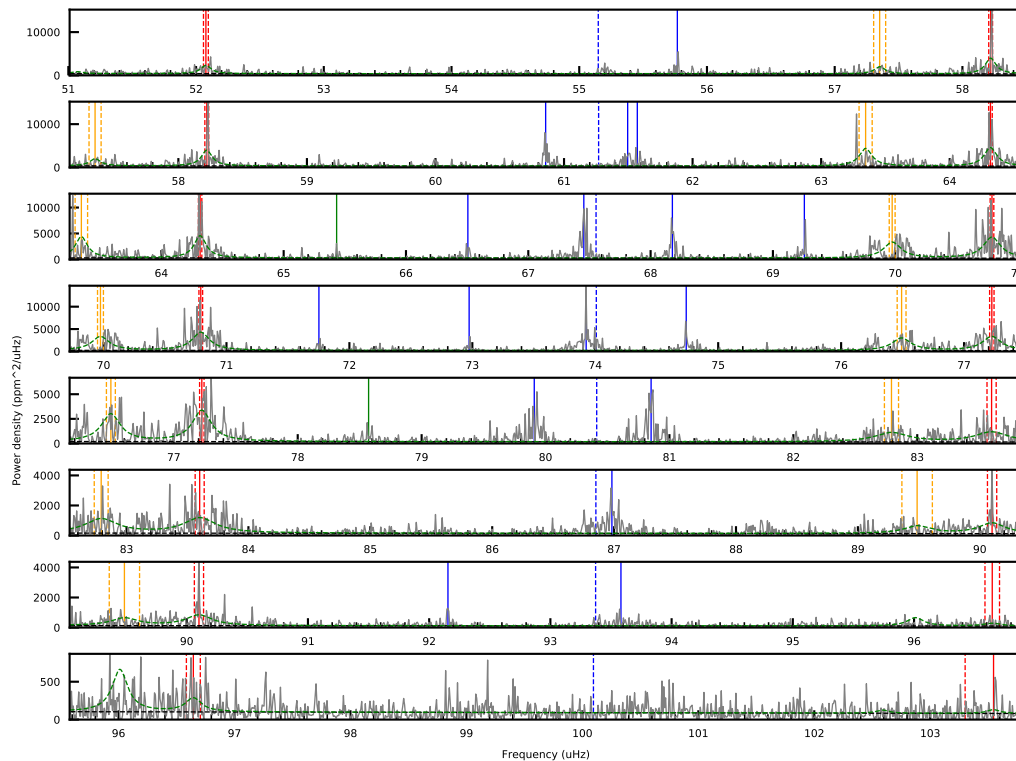 10000
0
51 52 53 54 55 56 57 58
10000
0
58 59 60 61 62 63 64
10000
5000
0
64 65 66 67 68 69 70 7
10000
5000
0
70 71 72 73 74 75 76 77
5000
2500
0
77 78 79 80 81 82 83
4000
2000
0
83 84 85 86 87 88 89 90
4000
2000
0
90 91 92 93 94 95 96
500
0
96 97 98 99 100 101 102 103
Power density (ppm^2/uHz)
Frequency (uHz)